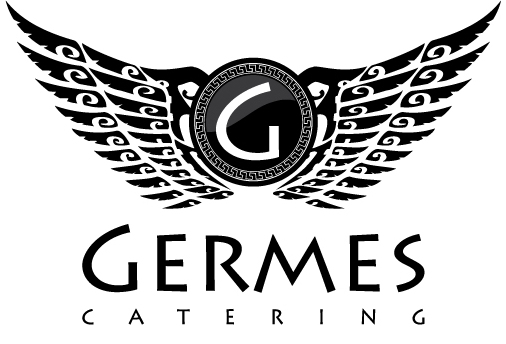 G
GERMES
CATERING